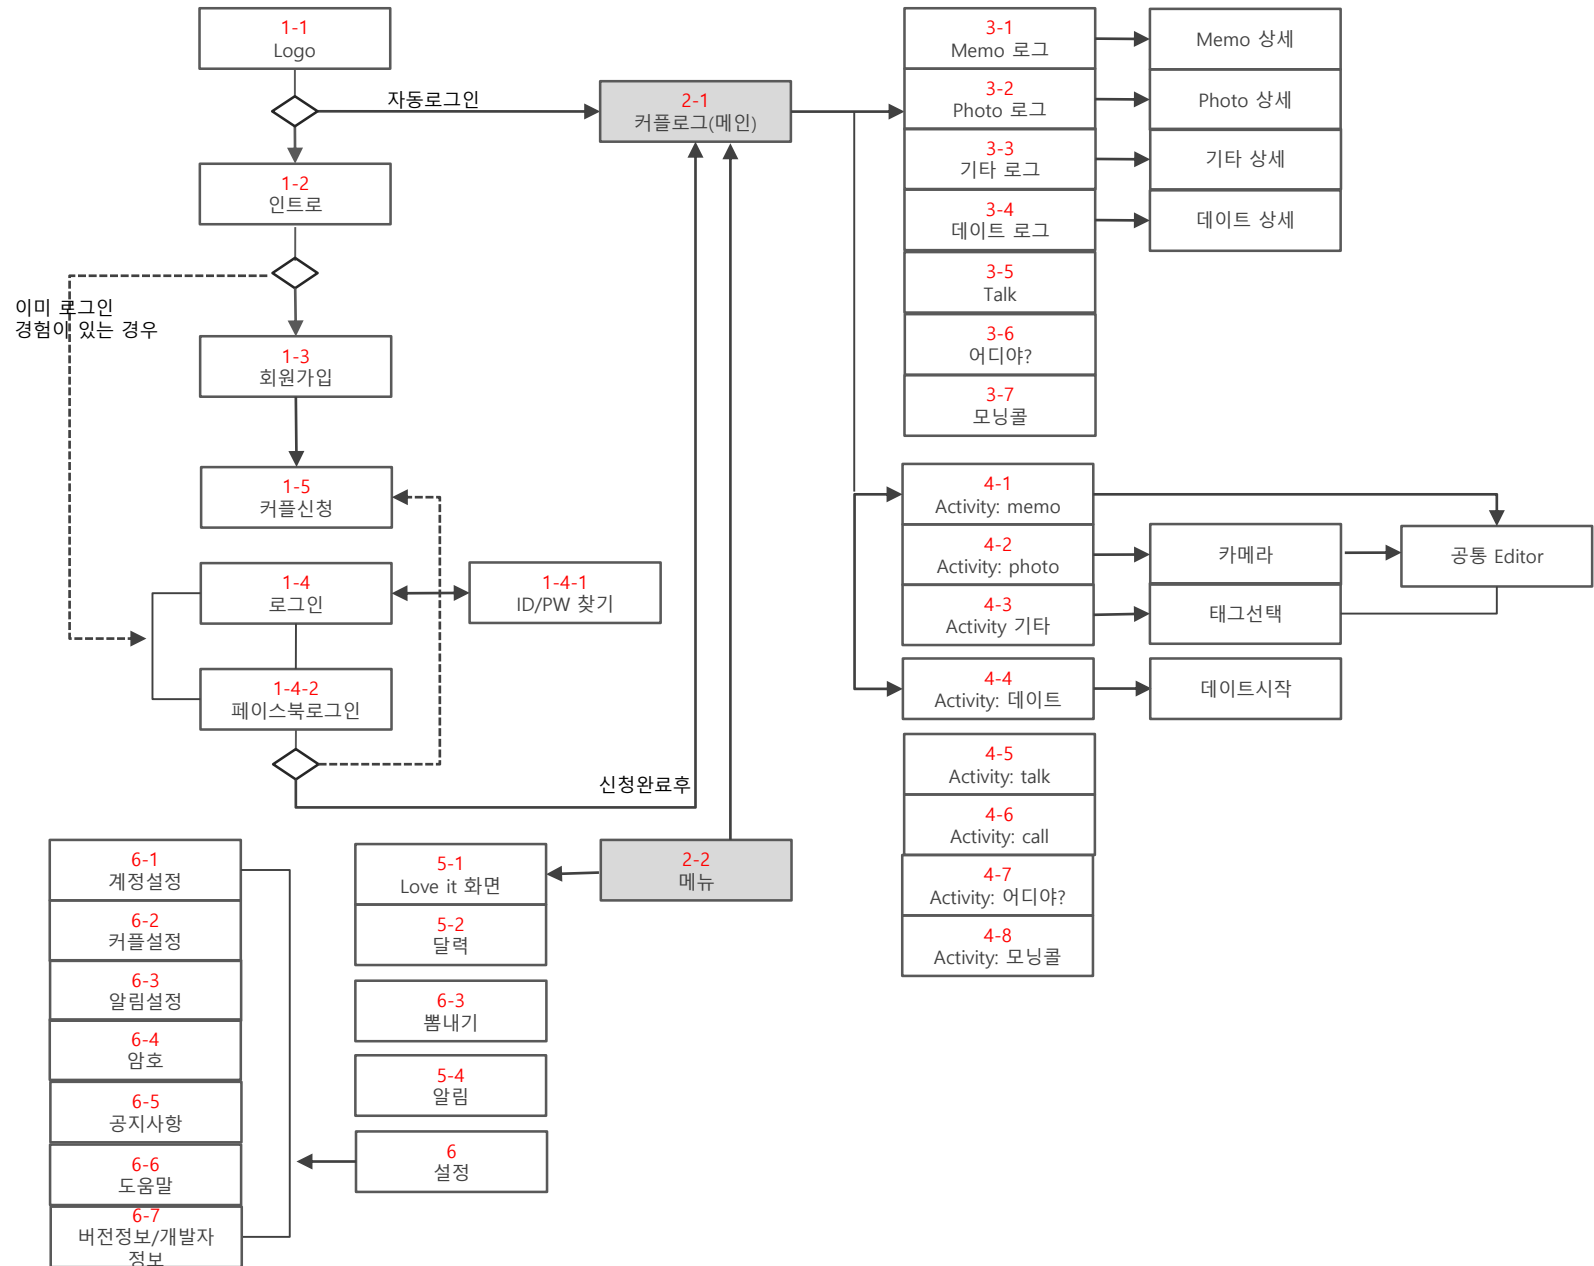 1-1
Logo
자동로그인
1-2
인트로
이미 로그인
경험이 있는 경우
1-3
회원가입
1-5
커플신청
1-4
로그인
1-4-1
ID/PW 찾기
1-4-2
페이스북로그인
신청완료후
2-1
커플로그(메인)
2-2
메뉴
3-1
Memo 로그
Memo 상세
3-2
Photo 로그
Photo 상세
3-3
기타 로그
기타 상세
3-4
데이트 로그
데이트 상세
3-5
Talk
3-6
어디야?
3-7
모닝콜
4-1
Activity: memo
4-2
Activity: photo
카메라
공통 Editor
4-3
Activity 기타
태그선택
4-4
Activity: 데이트
데이트시작
4-5
Activity: talk
4-6
Activity: call
4-7
Activity: 어디야?
4-8
Activity: 모닝콜
5-1
Love it 화면
5-2
달력
6-3
뽐내기
5-4
알림
6
설정
6-1
계정설정
6-2
커플설정
6-3
알림설정
6-4
암호
6-5
공지사항
6-6
도움말
6-7
버전정보/개발자
정보